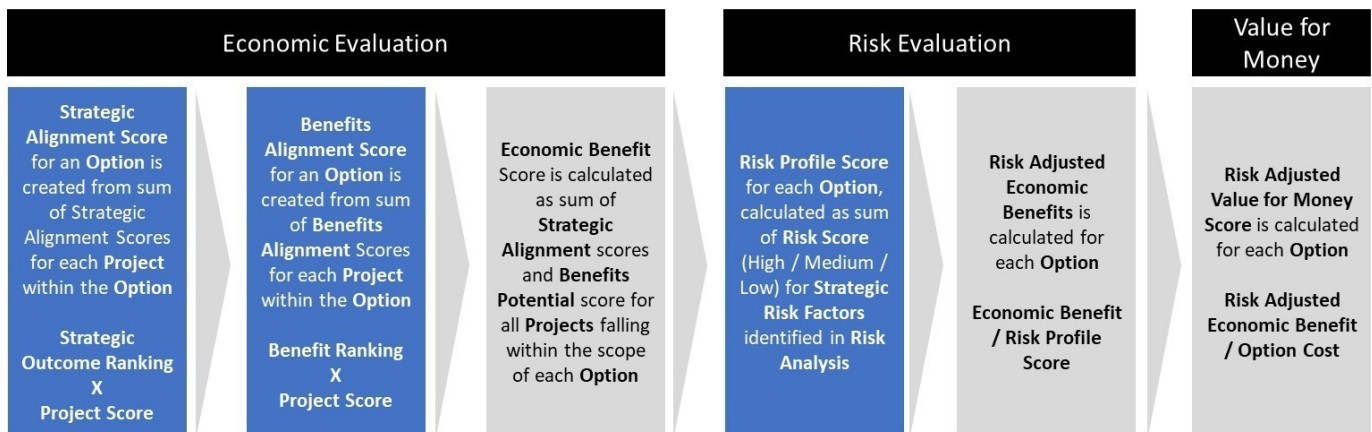 Economic Evaluation
Risk Evaluation
Value for
Money
Strategic
Alignment Score
for an Option is
created from sum
of Strategic
Alignment Scores
for each Project
within the Option
Strategic
Outcome Ranking
X
Project Score
Benefits
Alignment Score
for an Option is
created from sum
of Benefits
Alignment Scores
for each Project
within the Option
Benefit Ranking
X
Project Score
Economic Benefit
Score is calculated
as sum of
Strategic
Alignment scores
and Benefits
Potential score for
all Projects falling
within the scope
of each Option
Risk Profile Score
for each Option,
calculated as sum
of Risk Score
(High / Medium /
Low) for Strategic
Risk Factors
identified in Risk
Analysis
Risk Adjusted
Economic
Benefits is
calculated for
each Option
Economic Benefit
/ Risk Profile
Score
Risk Adjusted
Value for Money
Score is calculated
for each Option
Risk Adjusted
Economic Benefit
/ Option Cost